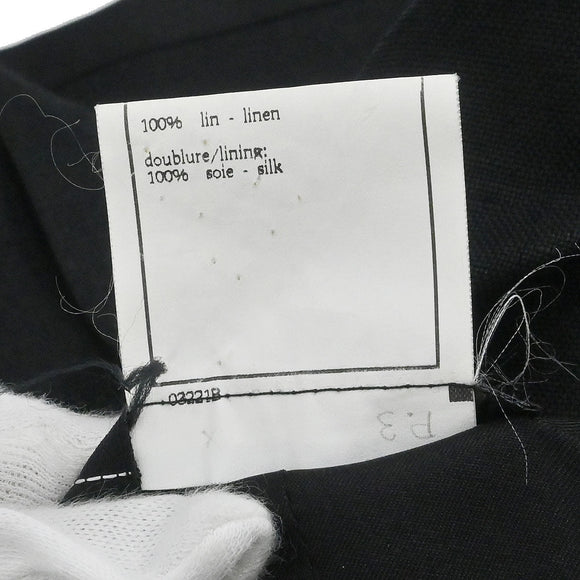 100% lin - linen
doublure/lining:
100% soie - silk
03221B
P.3